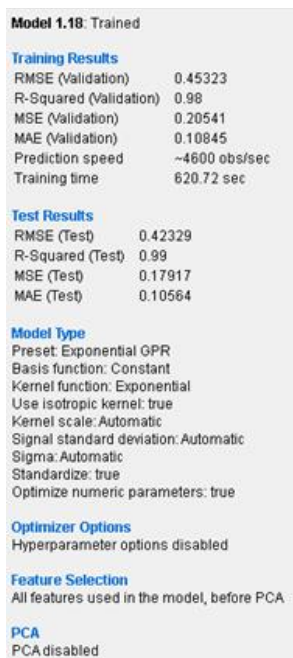 Model 1.18: Trained
Training Results
RMSE (Validation) 0.45323
R-Squared (Validation) 0.98
MSE (Validation) 0.20541
MAE (Validation) 0.10845
Prediction speed ~4600 obs/sec
Training time 620.72 sec
Test Results
RMSE (Test) 0.42329
R-Squared (Test) 0.99
MSE (Test) 0.17917
MAE (Test) 0.10564
Model Type
Preset: Exponential GPR
Basis function: Constant
Kernel function: Exponential
Use isotropic kernel: true
Kernel scale: Automatic
Signal standard deviation: Automatic
Sigma: Automatic
Standardize: true
Optimize numeric parameters: true
Optimizer Options
Hyperparameter options disabled
Feature Selection
All features used in the model, before PCA
PCA
PCA disabled